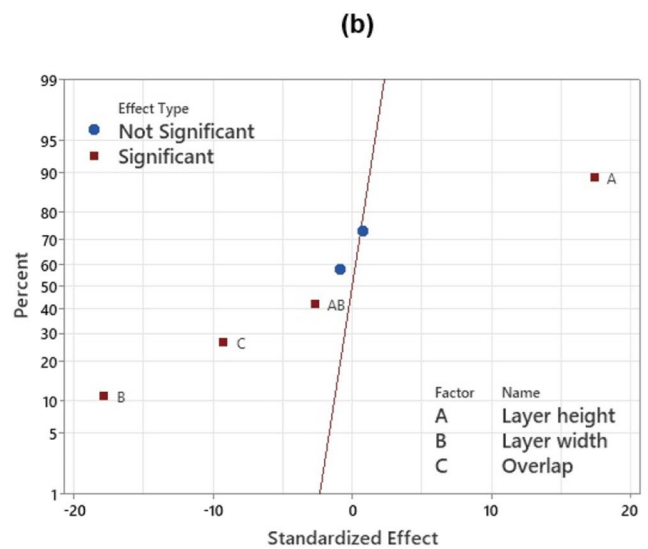 (b)
99
95
90
80
70
60
50
40
30
20
10
5
1
Percent
Effect Type
Not Significant
Significant
A
AB
C
B
Factor Name
A Layer height
B Layer width
C Overlap
-20 -10 0 10 20
Standardized Effect